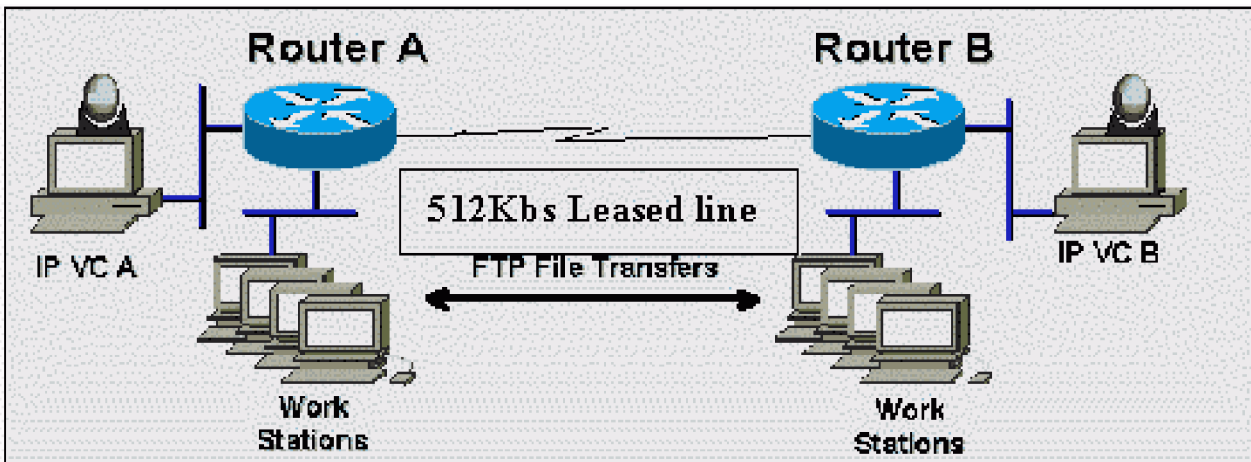 Router A
Router B
512Kbs Leased line
IP VC A
FTP File Transfers
IP VC B
Work
Stations
Work
Stations